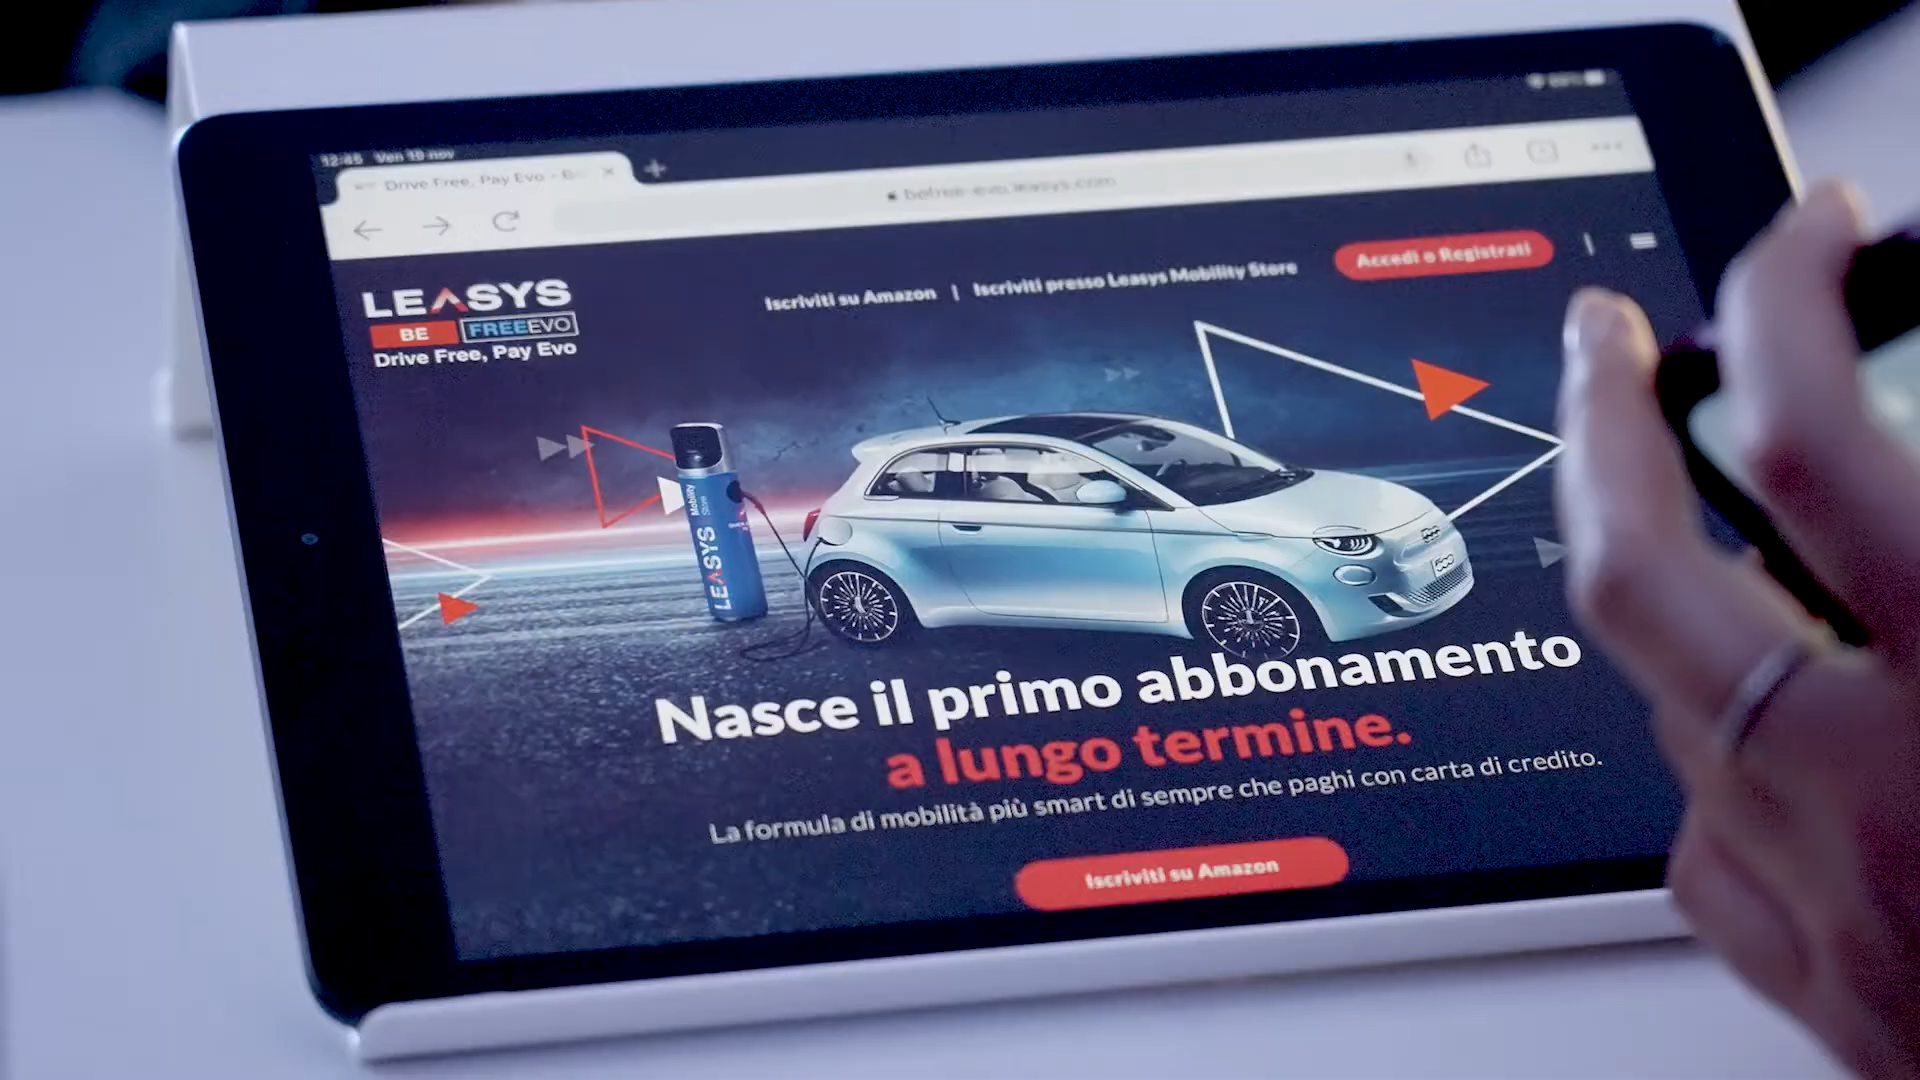 12:45 Ven 19 nov
Drive Free, Pay Evo - B
befree-evo.leasys.com
LEASYS
BE FREEEVO
Drive Free, Pay Evo
Iscriviti su Amazon | Iscriviti presso Leasys Mobility Store
Accedi o Registrati
LEASYS
Mobility
Store
500
Nasce il primo abbonamento
a lungo termine.
La formula di mobilità più smart di sempre che paghi con carta di credito.
Iscriviti su Amazon